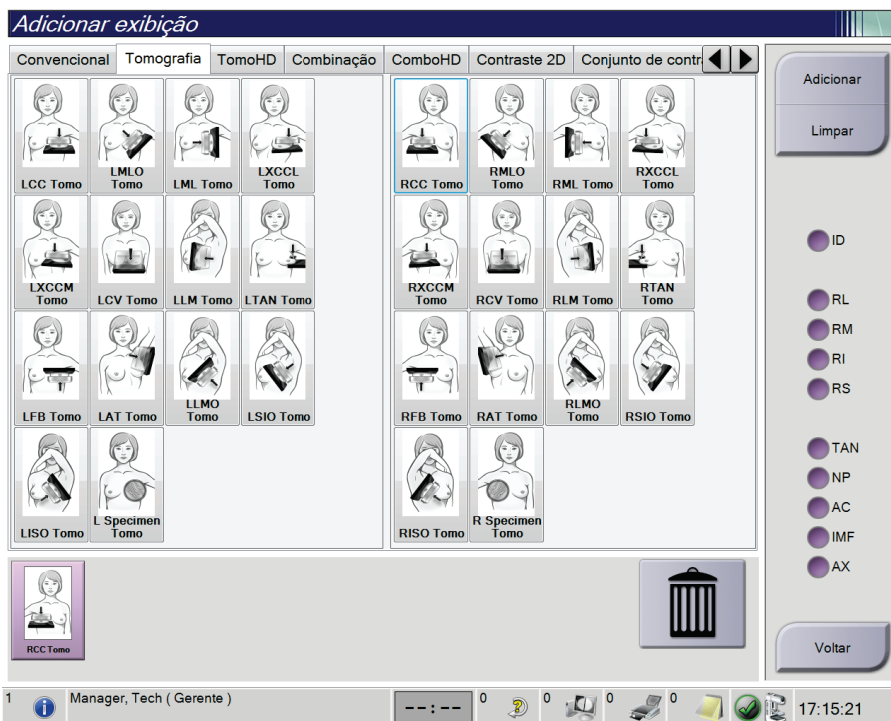 Adicionar exibição
Convencional Tomografia TomoHD Combinação ComboHD Contraste 2D Conjunto de contr
LCC Tomo
LMLO
Tomo
LML Tomo
LXCCL
Tomo
RCC Tomo
RMLO
Tomo
RML Tomo
RXCCL
Tomo
LXCCM
Tomo
LCV Tomo
LLM Tomo
LTAN Tomo
RXCCM
Tomo
RCV Tomo
RLM Tomo
RTAN
Tomo
LFB Tomo
LAT Tomo
LLMO
Tomo
LSIO Tomo
RFB Tomo
RAT Tomo
RLMO
Tomo
RSIO Tomo
LISO Tomo
L Specimen
Tomo
RISO Tomo
R Specimen
Tomo
RCC Tomo
Adicionar
Limpar
ID
RL
RM
RI
RS
TAN
NP
AC
IMF
AX
Voltar
1 Manager, Tech ( Gerente ) --:-- 0 0 0 0 17:15:21